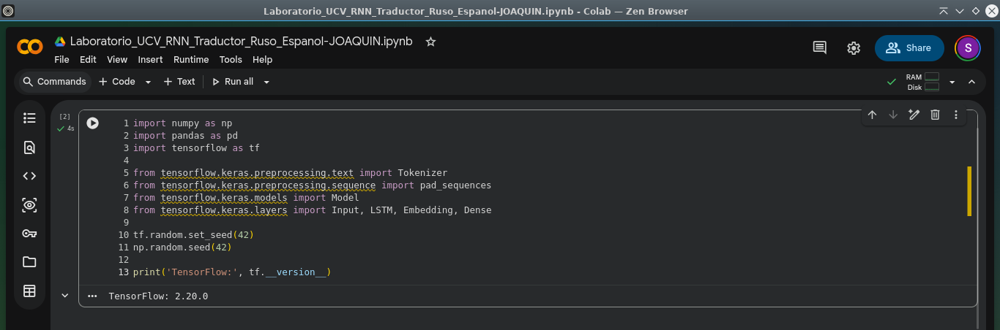 Laboratorio_UCV_RNN_Traductor_Ruso_Espanol-JOAQUIN.ipynb - Colab — Zen Browser
Laboratorio_UCV_RNN_Traductor_Ruso_Espanol-JOAQUIN.ipynb
File Edit View Insert Runtime Tools Help
Share
S
Commands + Code + Text Run all
RAM
Disk
[2]
4s
1 import numpy as np
2 import pandas as pd
3 import tensorflow as tf
4
5 from tensorflow.keras.preprocessing.text import Tokenizer
6 from tensorflow.keras.preprocessing.sequence import pad_sequences
7 from tensorflow.keras.models import Model
8 from tensorflow.keras.layers import Input, LSTM, Embedding, Dense
9
10 tf.random.set_seed(42)
11 np.random.seed(42)
12
13 print('TensorFlow:', tf.__version__)
TensorFlow: 2.20.0